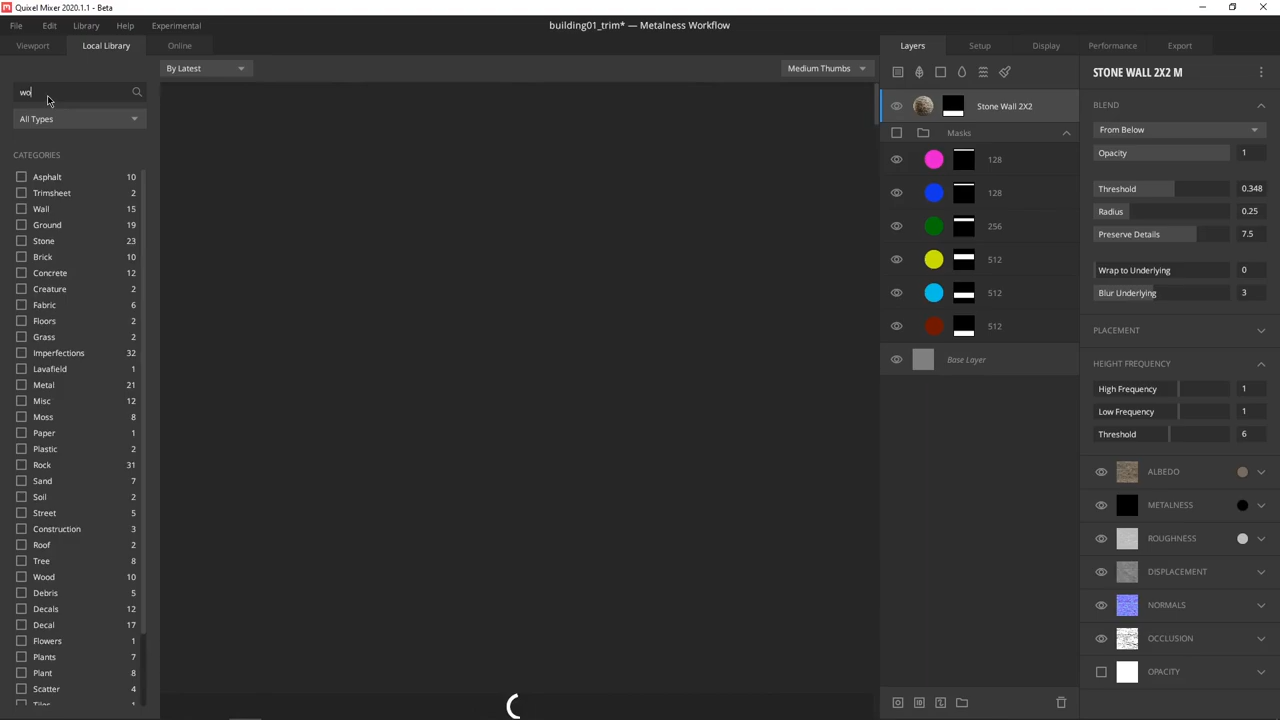 Quixel Mixer 2020.1.1 - Beta
File Edit Library Help Experimental
building01_trim* — Metalness Workflow
Viewport Local Library Online
Layers Setup Display Performance Export
By Latest
Medium Thumbs
wo
All Types
CATEGORIES
Asphalt 10
Trimsheet 2
Wall 15
Ground 19
Stone 23
Brick 10
Concrete 12
Creature 2
Fabric 6
Floors 2
Grass 2
Imperfections 32
Lavafield 1
Metal 21
Misc 12
Moss 8
Paper 1
Plastic 2
Rock 31
Sand 7
Soil 2
Street 5
Construction 3
Roof 2
Tree 8
Wood 10
Debris 5
Decals 12
Decal 17
Flowers 1
Plants 7
Plant 8
Scatter 4
Tiles 1
Stone Wall 2X2
Masks
128
128
256
512
512
512
Base Layer
STONE WALL 2X2 M
BLEND
From Below
Opacity 1
Threshold 0.348
Radius 0.25
Preserve Details 7.5
Wrap to Underlying 0
Blur Underlying 3
PLACEMENT
HEIGHT FREQUENCY
High Frequency 1
Low Frequency 1
Threshold 6
ALBEDO
METALNESS
ROUGHNESS
DISPLACEMENT
NORMALS
OCCLUSION
OPACITY